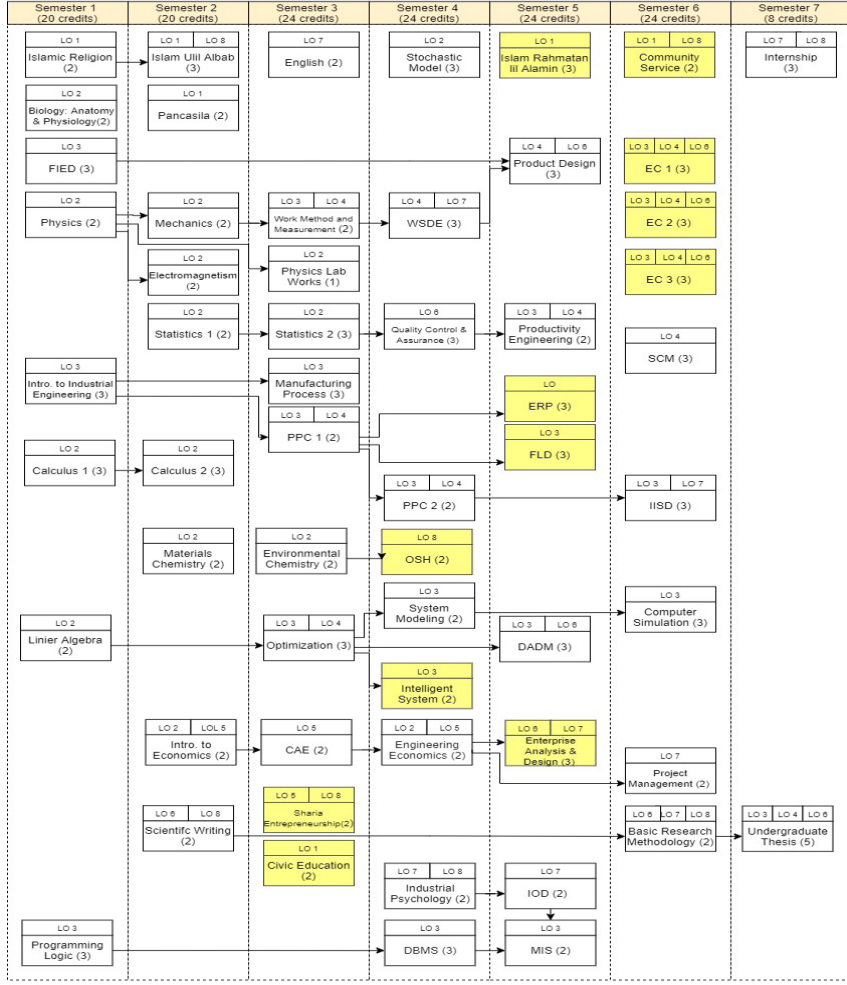 Semester 1
(20 credits)
LO 1
Islamic Religion
(2)
LO 2
Biology: Anatomy
& Physiology(2)
LO 3
FIED (3)
LO 2
Physics (2)
LO 3
Intro. to Industrial
Engineering (3)
LO 2
Calculus 1 (3)
LO 2
Linier Algebra
(2)
LO 3
Programming
Logic (3)
Semester 2
(20 credits)
LO 1 LO 8
Islam Ulil Albab
(3)
LO 1
Pancasila (2)
LO 2
Mechanics (2)
LO 2
Electromagnetism
(2)
LO 2
Statistics 1 (2)
LO 2
Calculus 2 (3)
LO 2
Materials
Chemistry (2)
LO 2 LOL 5
Intro. to
Economics (2)
LO 6 LO 8
Scientifc Writing
(2)
Semester 3
(24 credits)
LO 7
English (2)
LO 3 LO 4
Work Method and
Measurement (2)
LO 2
Physics Lab
Works (1)
LO 2
Statistics 2 (3)
LO 3
Manufacturing
Process (3)
LO 3 LO 4
PPC 1 (2)
LO 2
Environmental
Chemistry (2)
LO 3 LO 4
Optimization (3)
LO 5
CAE (2)
LO 5 LO 8
Sharia
Entrepreneurship(2)
LO 1
Civic Education
(2)
Semester 4
(24 credits)
LO 2
Stochastic
Model (3)
LO 4 LO 7
WSDE (3)
LO 6
Quality Control &
Assurance (3)
LO 3 LO 4
PPC 2 (2)
LO 8
OSH (2)
LO 3
System
Modeling (2)
LO 3
Intelligent
System (2)
LO 2 LO 5
Engineering
Economics (2)
LO 7 LO 8
Industrial
Psychology (2)
LO 3
DBMS (3)
Semester 5
(24 credits)
LO 1
Islam Rahmatan
lil Alamin (3)
LO 4 LO 6
Product Design
(3)
LO 3 LO 4
Productivity
Engineering (2)
LO
ERP (3)
LO 3
FLD (3)
LO 3 LO 6
DADM (3)
LO 6 LO 7
Enterprise
Analysis &
Design (3)
LO 7
IOD (2)
LO 3
MIS (2)
Semester 6
(24 credits)
LO 1 LO 8
Community
Service (2)
LO 3 LO 4 LO 6
EC 1 (3)
LO 3 LO 4 LO 6
EC 2 (3)
LO 3 LO 4 LO 6
EC 3 (3)
LO 4
SCM (3)
LO 3 LO 7
IISD (3)
LO 3
Computer
Simulation (3)
LO 7
Project
Management (2)
LO 6 LO 7 LO 8
Basic Research
Methodology (2)
Semester 7
(8 credits)
LO 7 LO 8
Internship
(3)
LO 3 LO 4 LO 6
Undergraduate
Thesis (5)